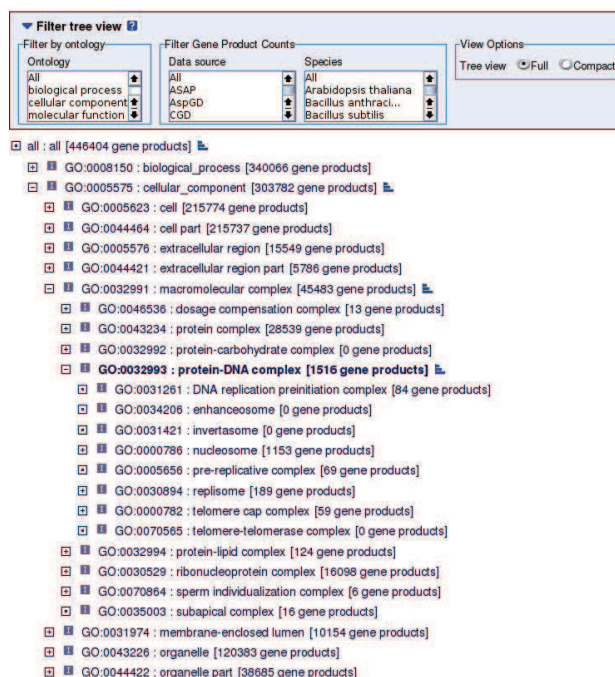 Filter tree view ?
Filter by ontology Filter Gene Product Counts View Options
Ontology Data source Species Tree view Full Compact
All All All
biological process ASAP Arabidopsis thaliana
cellular component AspGD Bacillus anthraci...
molecular function CGD Bacillus subtilis
all : all [446404 gene products]
GO:0008150 : biological_process [340066 gene products]
GO:0005575 : cellular_component [303782 gene products]
GO:0005623 : cell [215774 gene products]
GO:0044464 : cell part [215737 gene products]
GO:0005576 : extracellular region [15549 gene products]
GO:0044421 : extracellular region part [5786 gene products]
GO:0032991 : macromolecular complex [45483 gene products]
GO:0046536 : dosage compensation complex [13 gene products]
GO:0043234 : protein complex [28539 gene products]
GO:0032992 : protein-carbohydrate complex [0 gene products]
GO:0032993 : protein-DNA complex [1516 gene products]
GO:0031261 : DNA replication preinitiation complex [84 gene products]
GO:0034206 : enhanceosome [0 gene products]
GO:0031421 : invertasome [0 gene products]
GO:0000786 : nucleosome [1153 gene products]
GO:0005656 : pre-replicative complex [69 gene products]
GO:0030894 : replisome [189 gene products]
GO:0000782 : telomere cap complex [59 gene products]
GO:0070565 : telomere-telomerase complex [0 gene products]
GO:0032994 : protein-lipid complex [124 gene products]
GO:0030529 : ribonucleoprotein complex [16098 gene products]
GO:0070864 : sperm individualization complex [6 gene products]
GO:0035003 : subapical complex [16 gene products]
GO:0031974 : membrane-enclosed lumen [10154 gene products]
GO:0043226 : organelle [120383 gene products]
GO:0044422 : organelle part [38685 gene products]